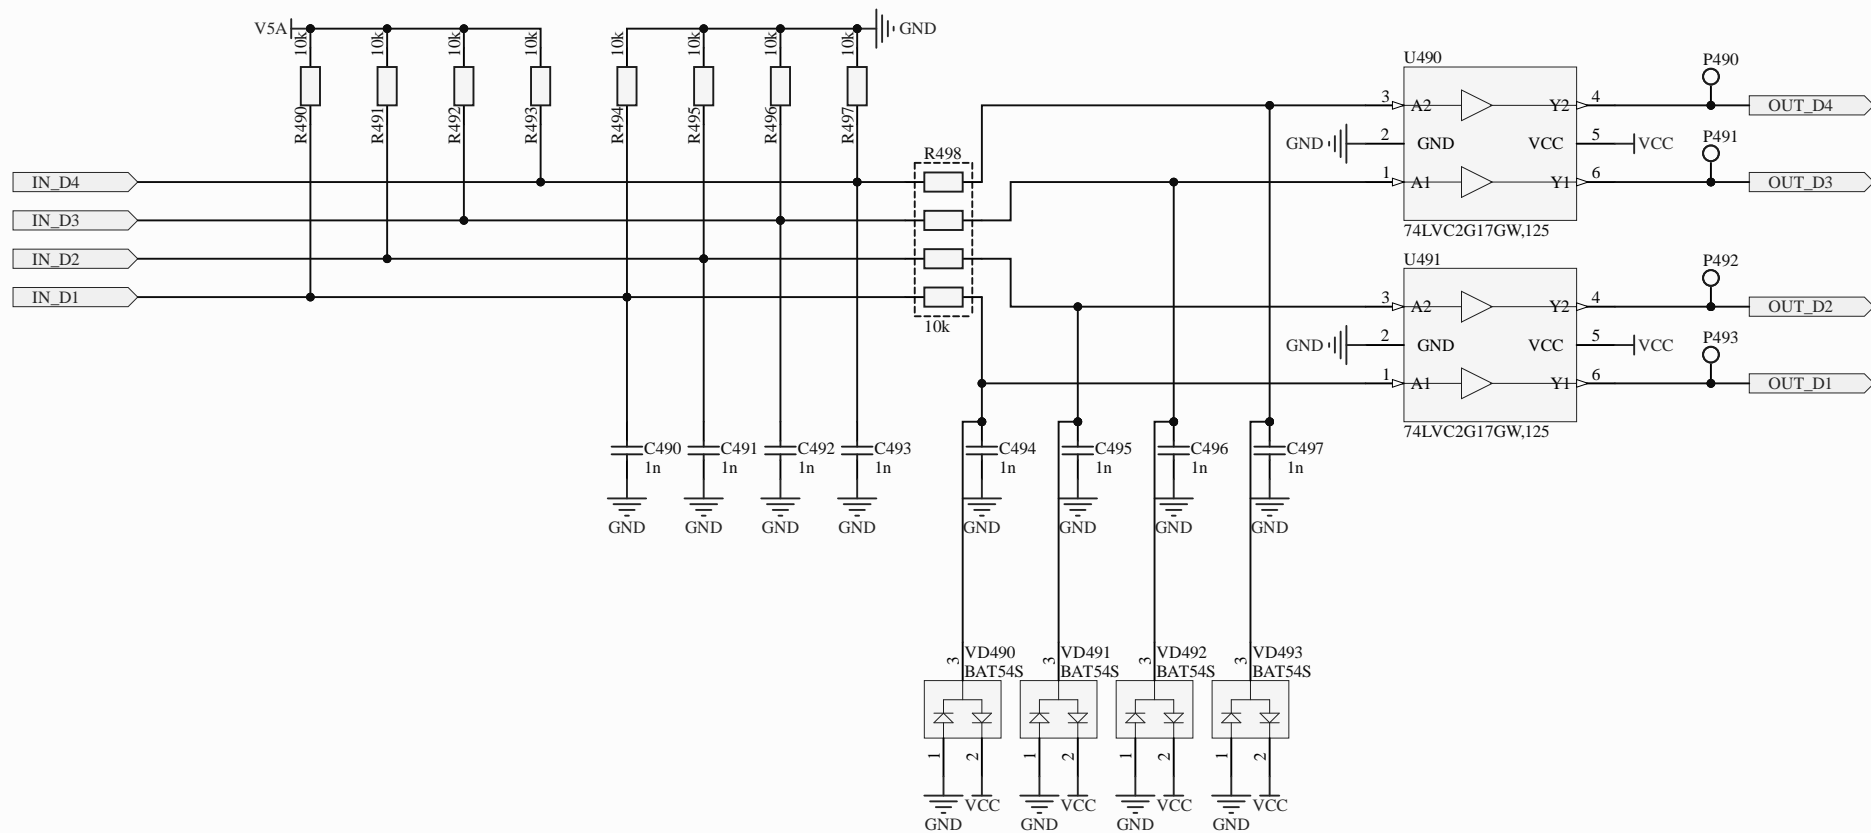 V5A
10k
10k
10k
10k
10k
10k
10k
10k
GND
R490
R491
R492
R493
R494
R495
R496
R497
IN_D4
IN_D3
IN_D2
IN_D1
R498
10k
U490
3 A2 Y2 4
GND 2 GND VCC 5 VCC
1 A1 Y1 6
74LVC2G17GW,125
P490
OUT_D4
P491
OUT_D3
U491
3 A2 Y2 4
GND 2 GND VCC 5 VCC
1 A1 Y1 6
74LVC2G17GW,125
P492
OUT_D2
P493
OUT_D1
C490
1n
GND
C491
1n
GND
C492
1n
GND
C493
1n
GND
C494
1n
GND
C495
1n
GND
C496
1n
GND
C497
1n
GND
3
VD490
BAT54S
1
2
GND
VCC
3
VD491
BAT54S
1
2
GND
VCC
3
VD492
BAT54S
1
2
GND
VCC
3
VD493
BAT54S
1
2
GND
VCC